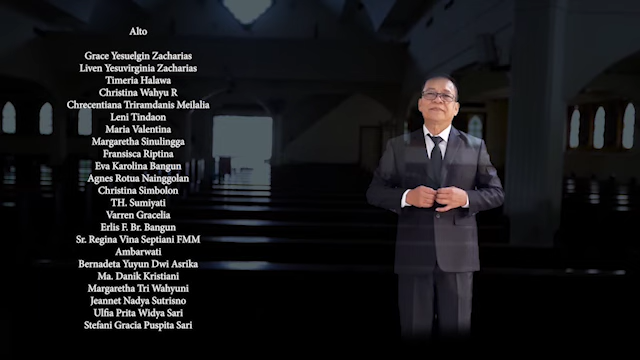 Alto
Grace Yesuelgin Zacharias
Liven Yesuvirginia Zacharias
Timeria Halawa
Christina Wahyu R
Chrecentiana Triramdanis Meilalia
Leni Tindaon
Maria Valentina
Margaretha Sinulingga
Fransisca Riptina
Eva Karolina Bangun
Agnes Rotua Nainggolan
Christina Simbolon
TH. Sumiyati
Varren Gracelia
Erlis F. Br. Bangun
Sr. Regina Vina Septiani FMM
Ambarwati
Bernadeta Yuyun Dwi Asrika
Ma. Danik Kristiani
Margaretha Tri Wahyuni
Jeannet Nadya Sutrisno
Ulfia Prita Widya Sari
Stefani Gracia Puspita Sari